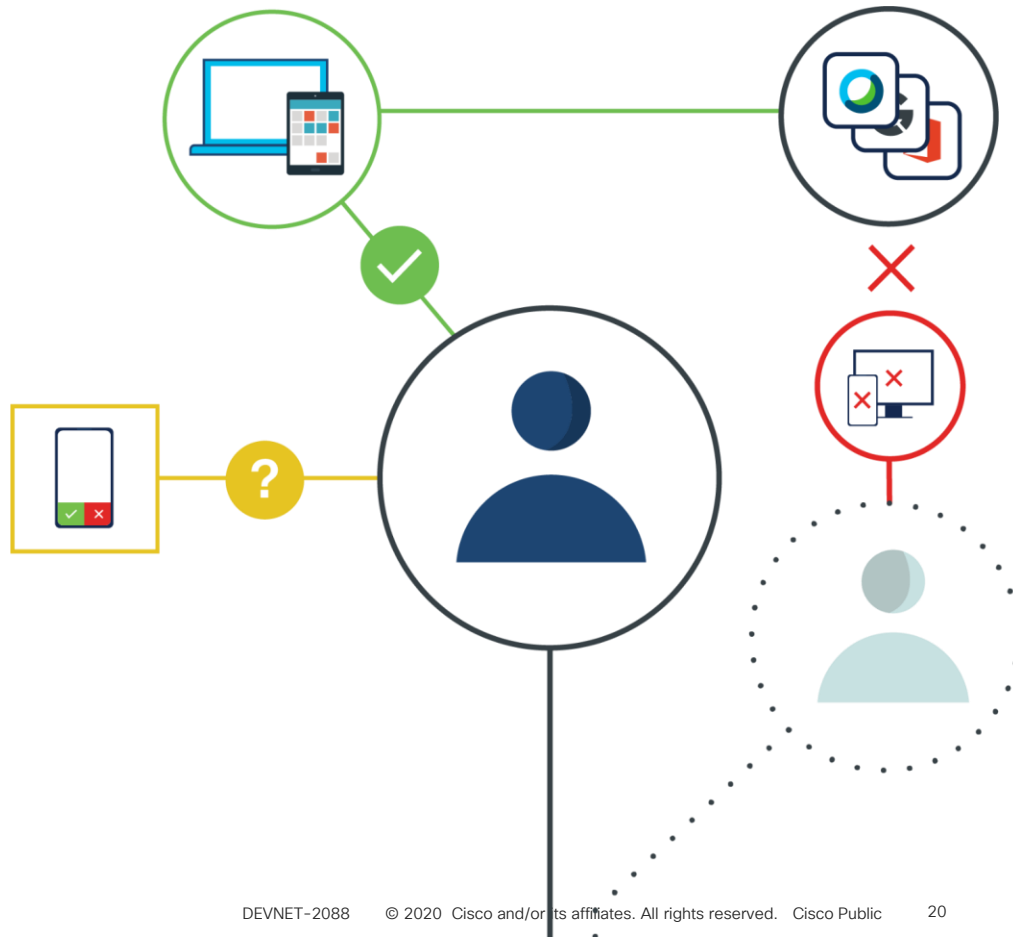 ?
DEVNET-2088 © 2020 Cisco and/or its affiliates. All rights reserved. Cisco Public 20